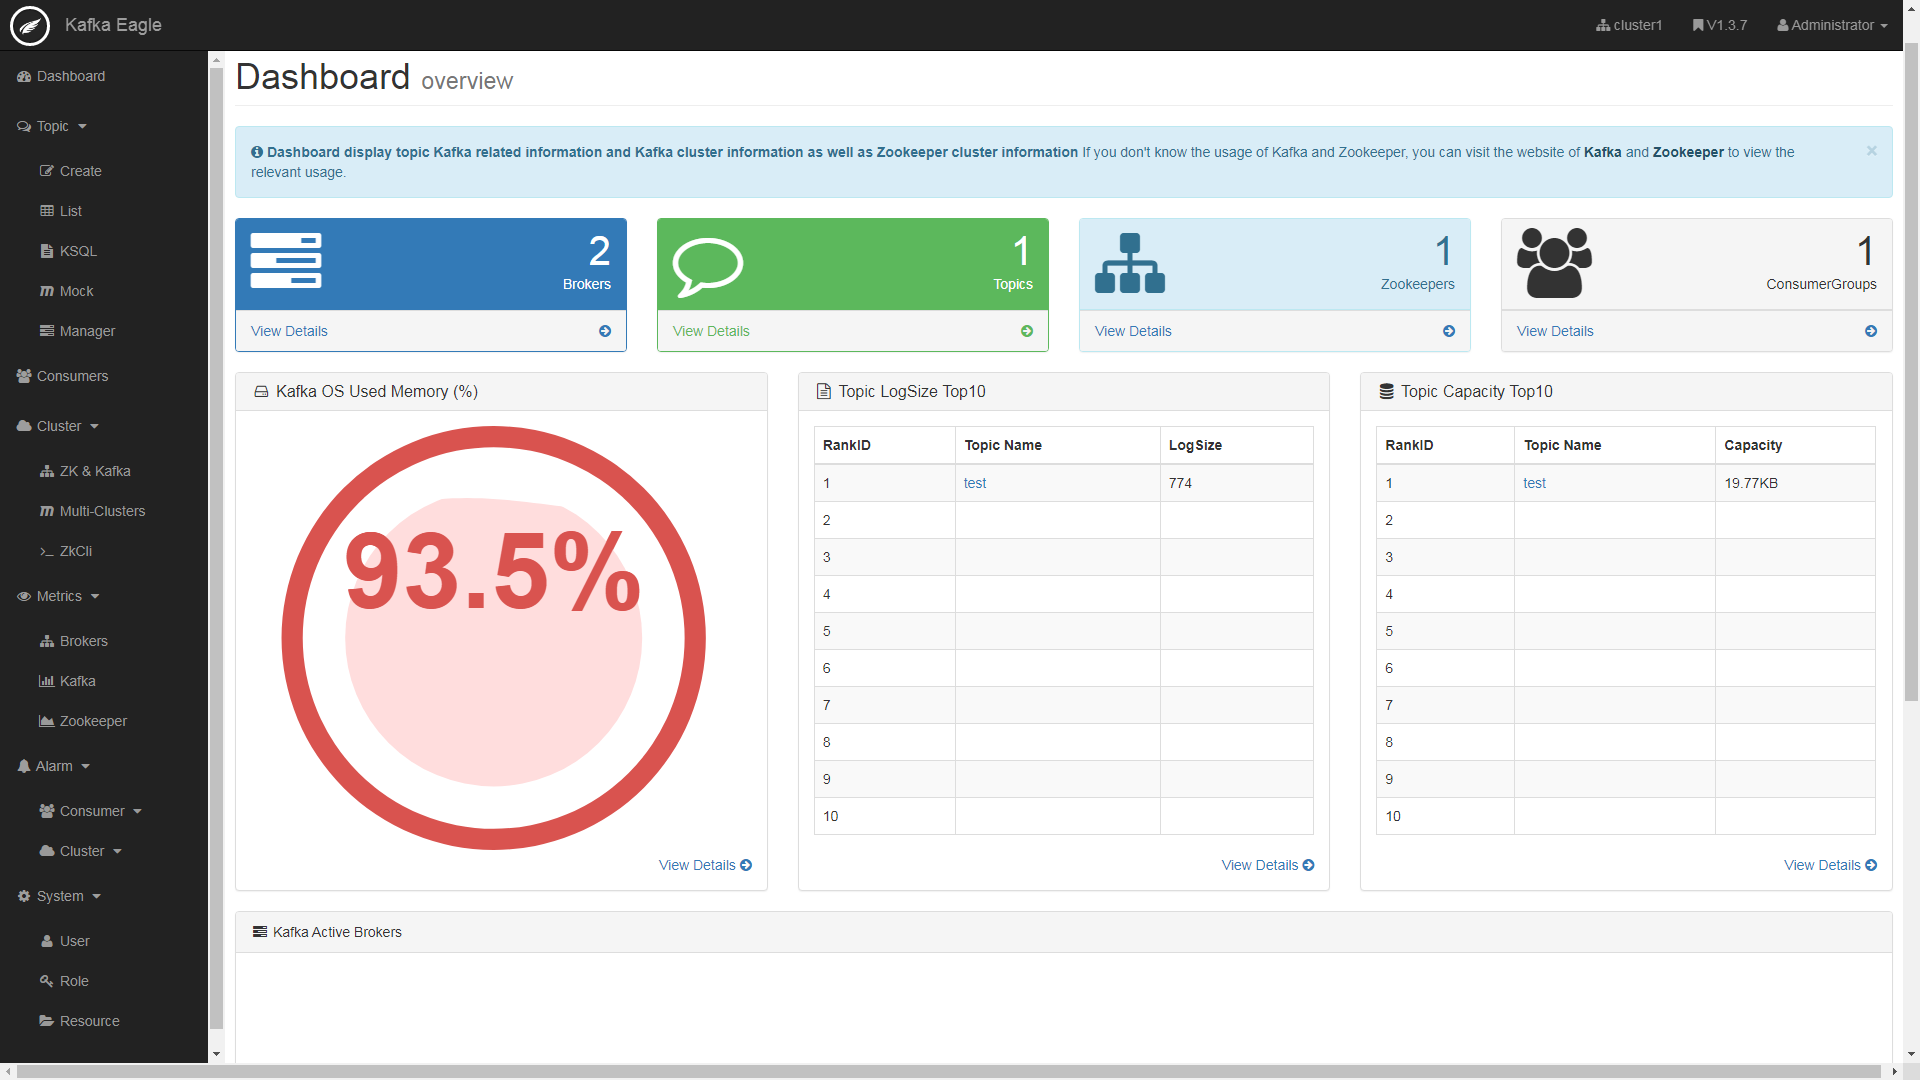 Kafka Eagle
cluster1
V1.3.7
Administrator
Dashboard
Topic
Create
List
KSQL
Mock
Manager
Consumers
Cluster
ZK & Kafka
Multi-Clusters
ZkCli
Metrics
Brokers
Kafka
Zookeeper
Alarm
Consumer
Cluster
System
User
Role
Resource
Dashboard overview
Dashboard display topic Kafka related information and Kafka cluster information as well as Zookeeper cluster information If you don't know the usage of Kafka and Zookeeper, you can visit the website of Kafka and Zookeeper to view the
relevant usage.
×
2
Brokers
View Details
1
Topics
View Details
1
Zookeepers
View Details
1
ConsumerGroups
View Details
Kafka OS Used Memory (%)
93.5%
View Details
Topic LogSize Top10
RankID Topic Name LogSize
1 test 774
2
3
4
5
6
7
8
9
10
View Details
Topic Capacity Top10
RankID Topic Name Capacity
1 test 19.77KB
2
3
4
5
6
7
8
9
10
View Details
Kafka Active Brokers